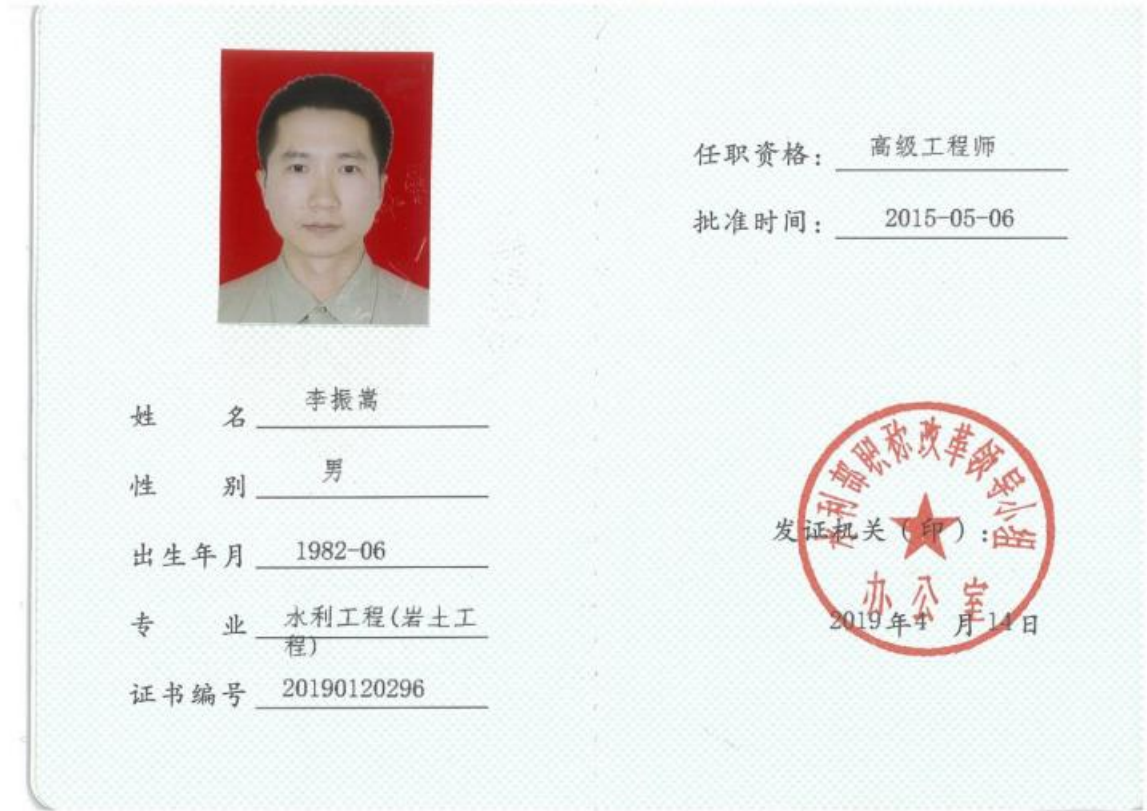 姓名 李振嵩
性别 男
出生年月 1982-06
专业 水利工程(岩土工
程)
证书编号 20190120296
任职资格: 高级工程师
批准时间: 2015-05-06
水利部职称改革领导小组
发证机关(印):
办公室
2019年4月14日